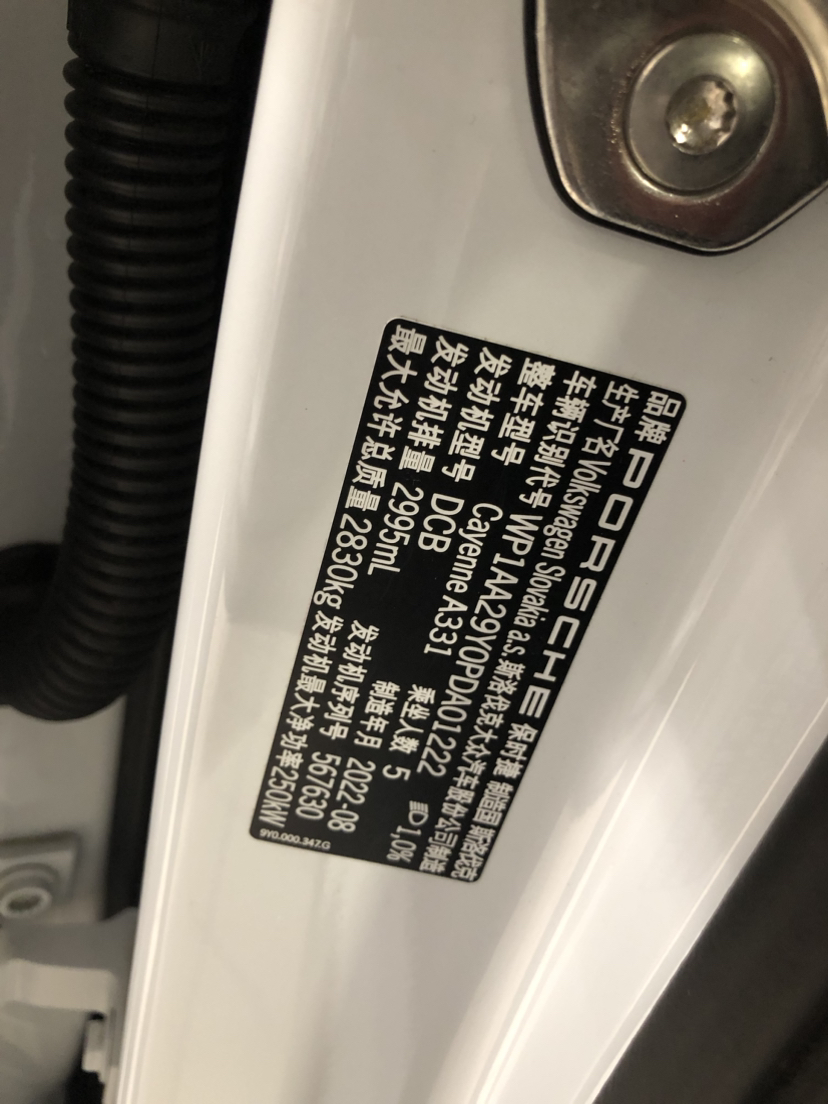 品牌 PORSCHE 保时捷 制造国 斯洛伐克
生产厂名 Volkswagen Slovakia a.s. 斯洛伐克大众汽车股份公司制造
车辆识别代号 WP1AA29Y0PDA01222
整车型号 Cayenne A331 1,0%
发动机型号 DCB 乘坐人数 5
发动机排量 2995mL 制造年月 2022-08
最大允许总质量 2830kg 发动机序列号 567630
发动机最大净功率 250kW
9Y0.000.347.G